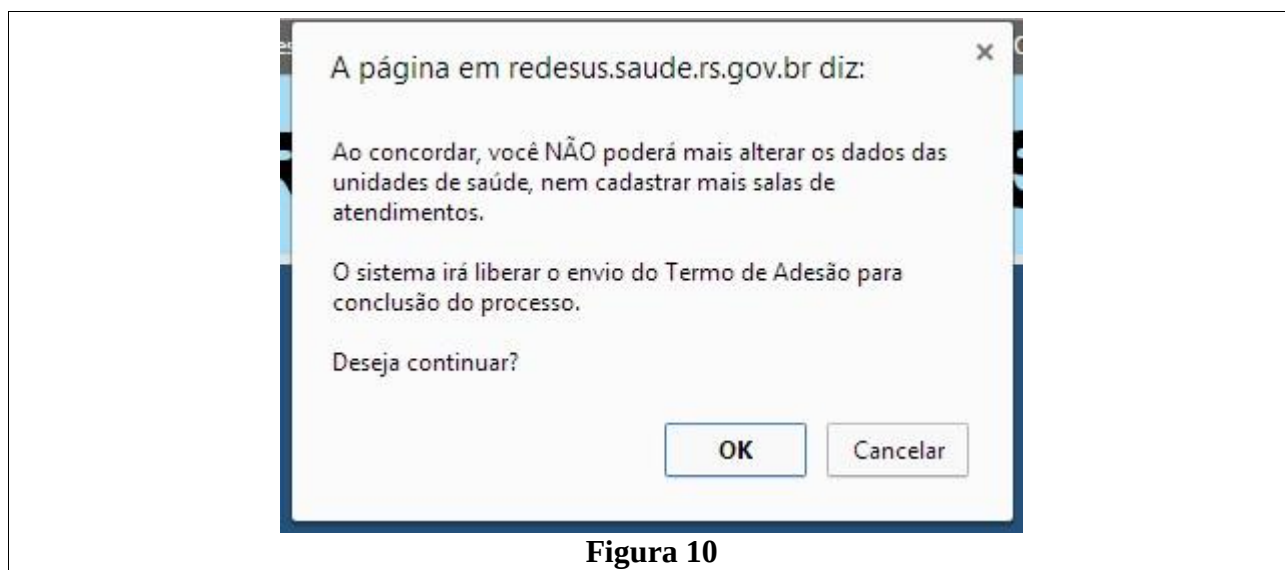 A página em redesus.saude.rs.gov.br diz:
Ao concordar, você NÃO poderá mais alterar os dados das
unidades de saúde, nem cadastrar mais salas de
atendimentos.
O sistema irá liberar o envio do Termo de Adesão para
conclusão do processo.
Deseja continuar?
OK
Cancelar
Figura 10